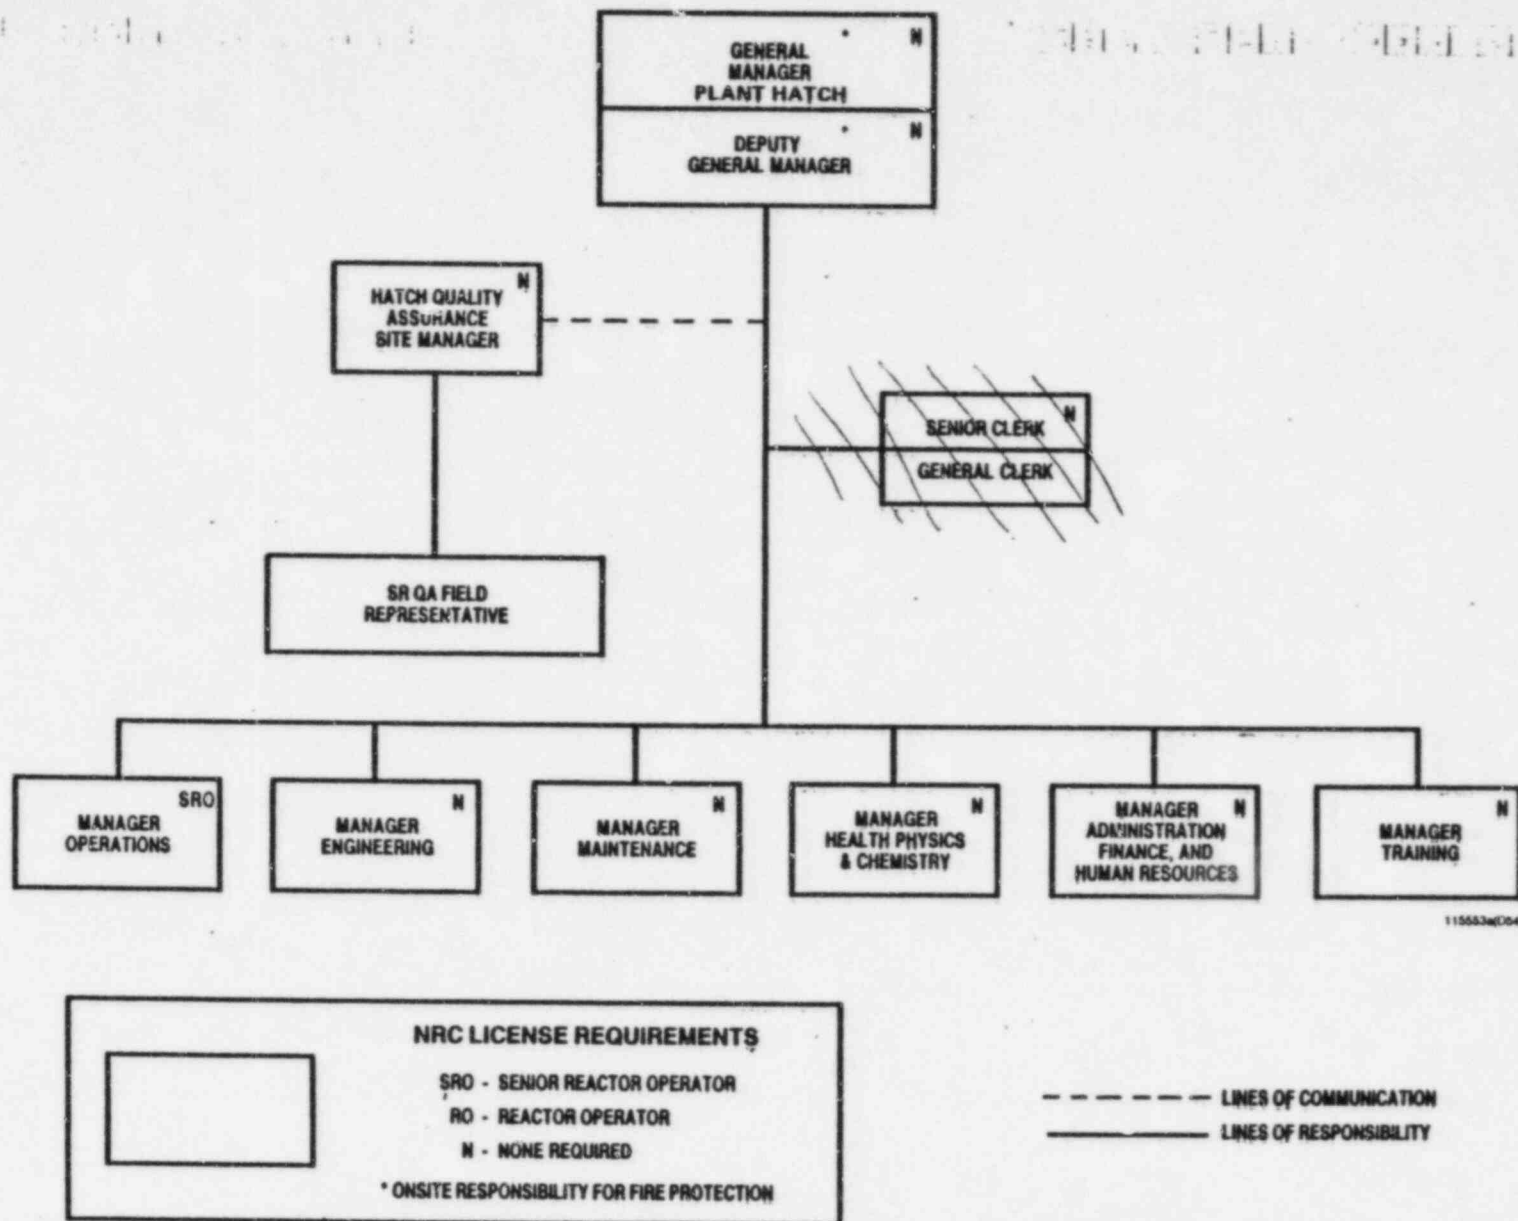 * N
GENERAL
MANAGER
PLANT HATCH
* N
DEPUTY
GENERAL MANAGER
N
HATCH QUALITY
ASSURANCE
SITE MANAGER
N
SENIOR CLERK
GENERAL CLERK
SR QA FIELD
REPRESENTATIVE
SRO
MANAGER
OPERATIONS
N
MANAGER
ENGINEERING
N
MANAGER
MAINTENANCE
N
MANAGER
HEALTH PHYSICS
& CHEMISTRY
N
MANAGER
ADMINISTRATION
FINANCE, AND
HUMAN RESOURCES
N
MANAGER
TRAINING
NRC LICENSE REQUIREMENTS
SRO - SENIOR REACTOR OPERATOR
RO - REACTOR OPERATOR
N - NONE REQUIRED
* ONSITE RESPONSIBILITY FOR FIRE PROTECTION
LINES OF COMMUNICATION
LINES OF RESPONSIBILITY